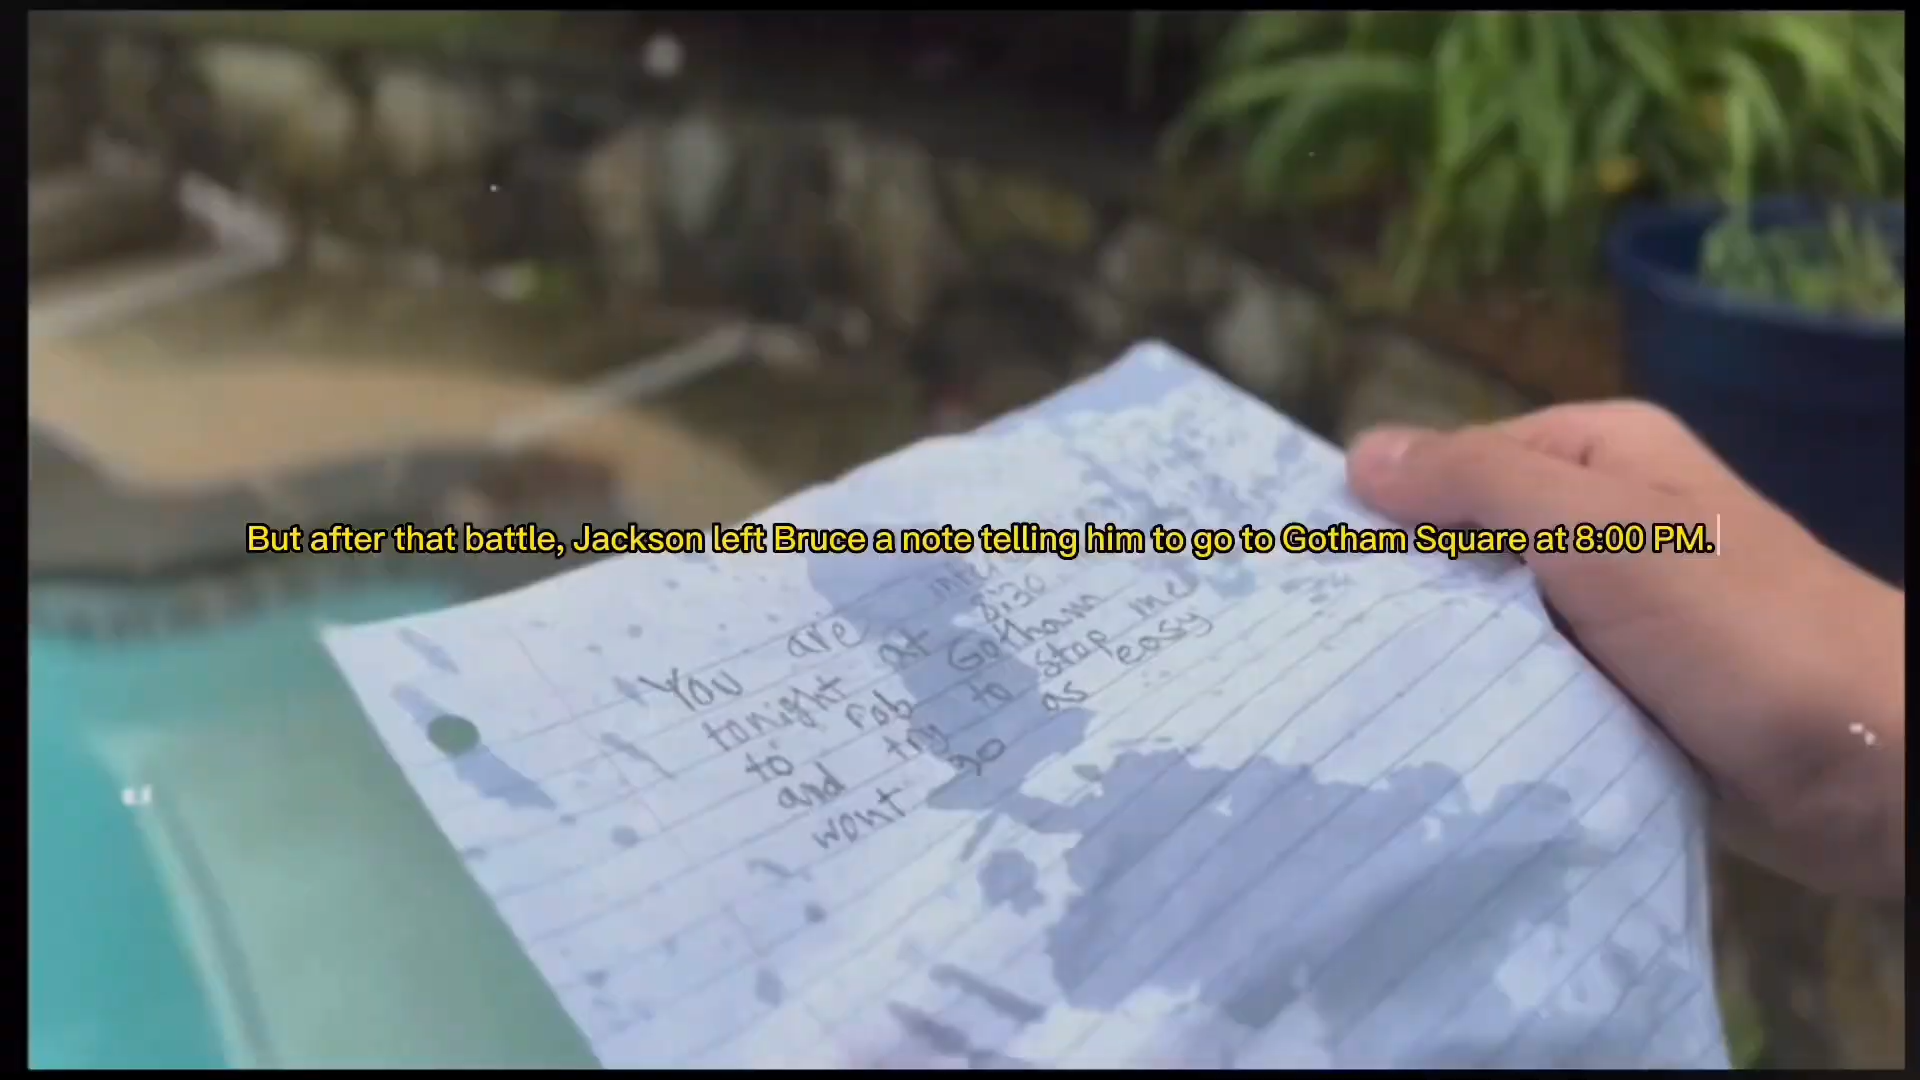 But after that battle, Jackson left Bruce a note telling him to go to Gotham Square at 8:00 PM.
You are
tonight at 8:30
to rob Gotham
and try to stop me
wont go as easy